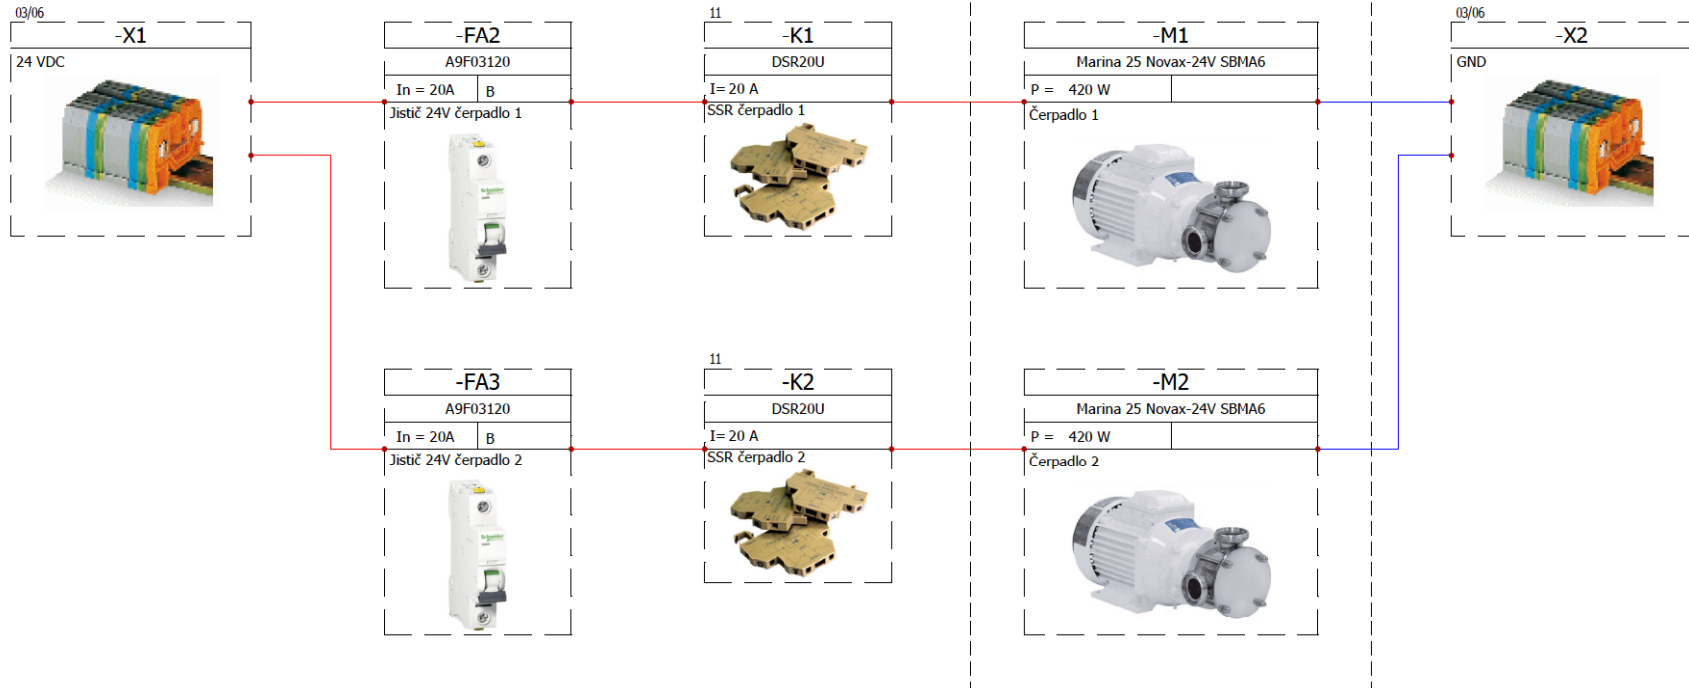 03/06
-X1
24 VDC
-FA2
A9F03120
In = 20A
B
Jistič 24V čerpadlo 1
Schneider
11
-K1
DSR20U
I= 20 A
SSR čerpadlo 1
-M1
Marina 25 Novax-24V SBMA6
P = 420 W
Čerpadlo 1
03/06
-X2
GND
-FA3
A9F03120
In = 20A
B
Jistič 24V čerpadlo 2
Schneider
11
-K2
DSR20U
I= 20 A
SSR čerpadlo 2
-M2
Marina 25 Novax-24V SBMA6
P = 420 W
Čerpadlo 2